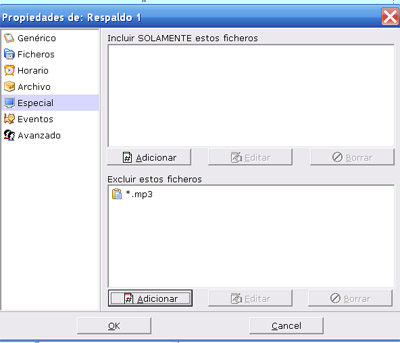 Propiedades de: Respaldo 1
Genérico
Ficheros
Horario
Archivo
Especial
Eventos
Avanzado
Incluir SOLAMENTE estos ficheros
Adicionar
Editar
Borrar
Excluir estos ficheros
*.mp3
Adicionar
Editar
Borrar
OK
Cancel